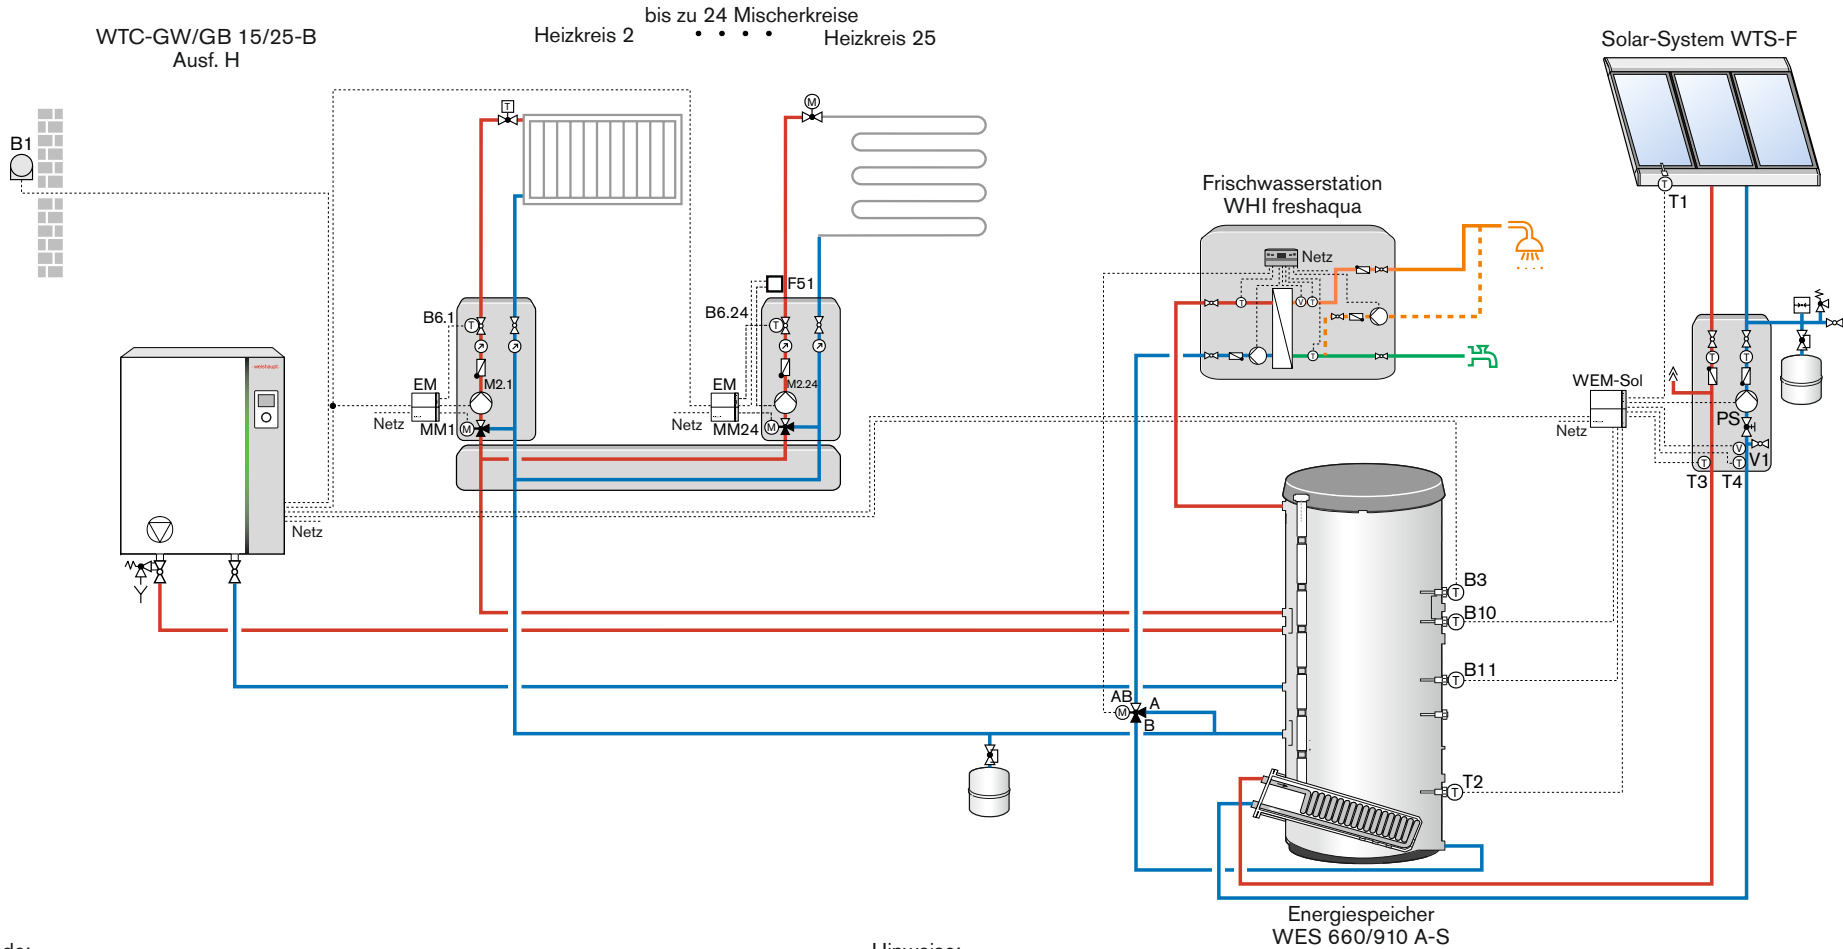 bis zu 24 Mischerkreise
WTC-GW/GB 15/25-B
Ausf. H
Heizkreis 2
Heizkreis 25
Solar-System WTS-F
B1
T
M
Frischwasserstation
WHI freshaqua
T
T1
Netz
F51
B6.1
T
B6.24
T
T
V
T
T
T
T
weishaupt
EM
M2.1
EM
M2.24
WEM-Sol
Netz
MM1
M
Netz
MM24
M
Netz
PS
V
V1
T
T
T3
T4
Netz
B3
T
B10
T
B11
T
AB
A
M
B
T2
T
Energiespeicher
WES 660/910 A-S
Hinweise: